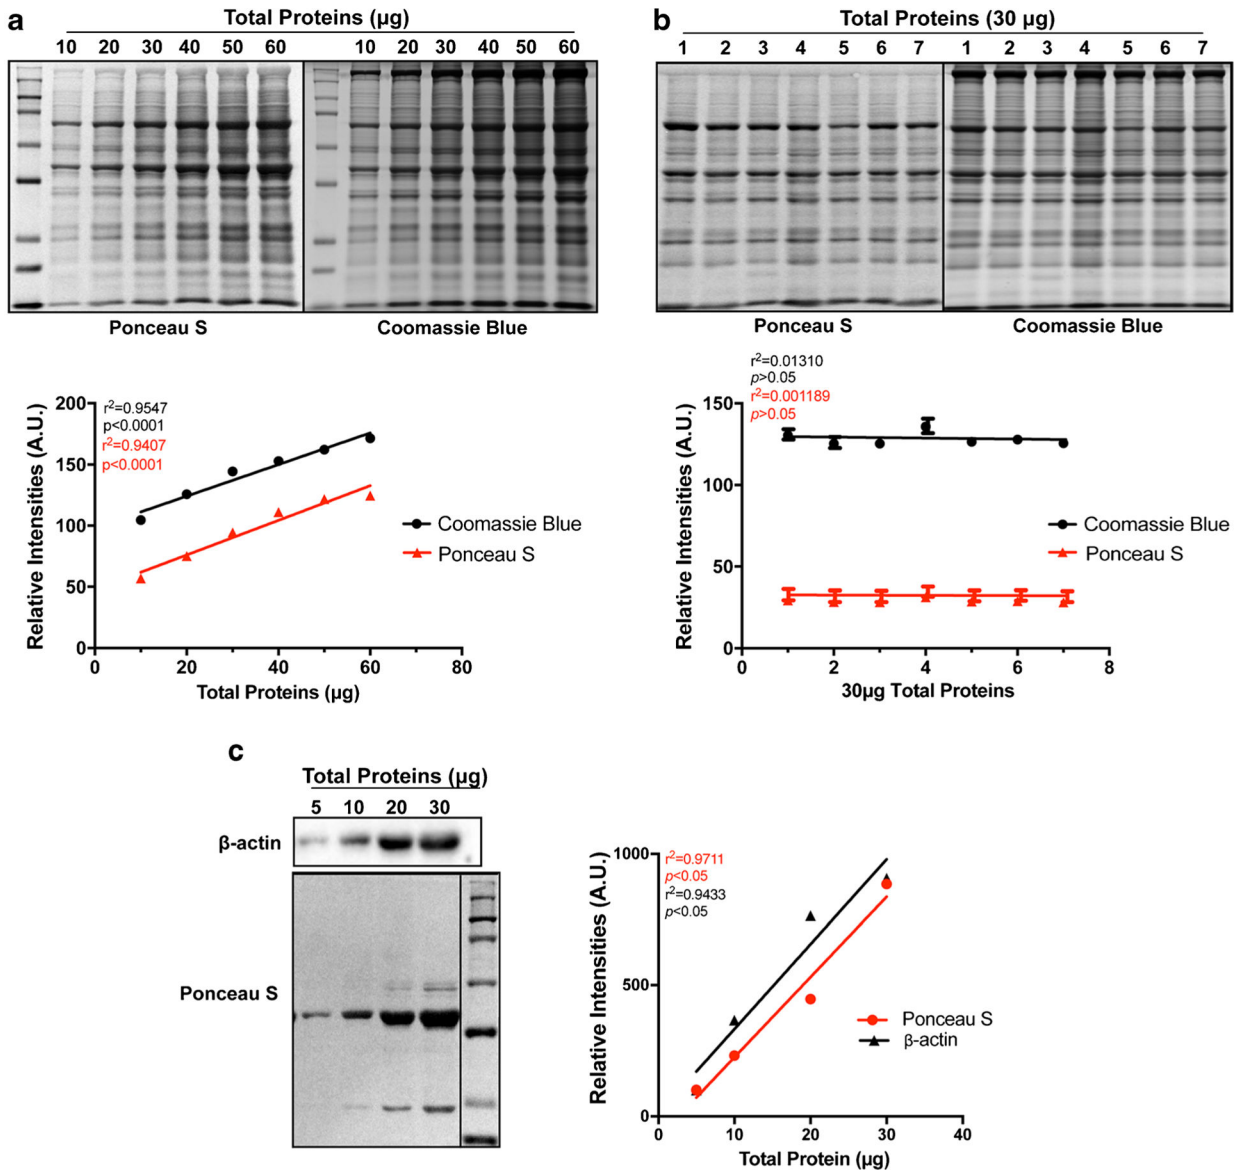 a
Total Proteins (µg)
10 20 30 40 50 60 10 20 30 40 50 60
Ponceau S Coomassie Blue
200
150
100
50
0
r²=0.9547
p<0.0001
r²=0.9407
p<0.0001
Relative Intensities (A.U.)
Coomassie Blue
Ponceau S
0 20 40 60 80
Total Proteins (µg)
b
Total Proteins (30 µg)
1 2 3 4 5 6 7 1 2 3 4 5 6 7
Ponceau S Coomassie Blue
r²=0.01310
p>0.05
r²=0.001189
p>0.05
150
100
50
0
Relative Intensities (A.U.)
Coomassie Blue
Ponceau S
0 2 4 6 8
30µg Total Proteins
c
Total Proteins (µg)
5 10 20 30
β-actin
Ponceau S
1000
500
0
r²=0.9711
p<0.05
r²=0.9433
p<0.05
Relative Intensities (A.U.)
Ponceau S
β-actin
0 10 20 30 40
Total Protein (µg)